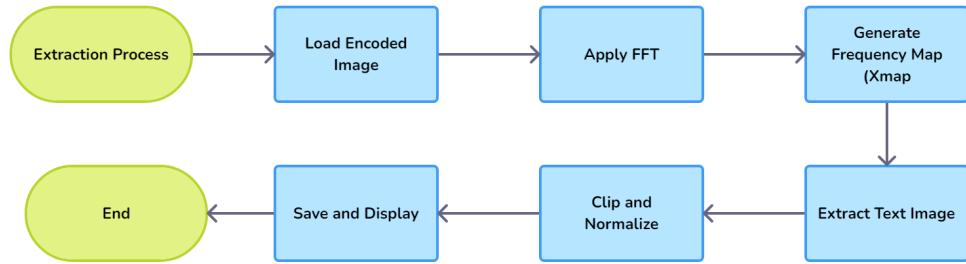 Extraction Process
Load Encoded
Image
Apply FFT
Generate
Frequency Map
(Xmap
Extract Text Image
Clip and
Normalize
Save and Display
End